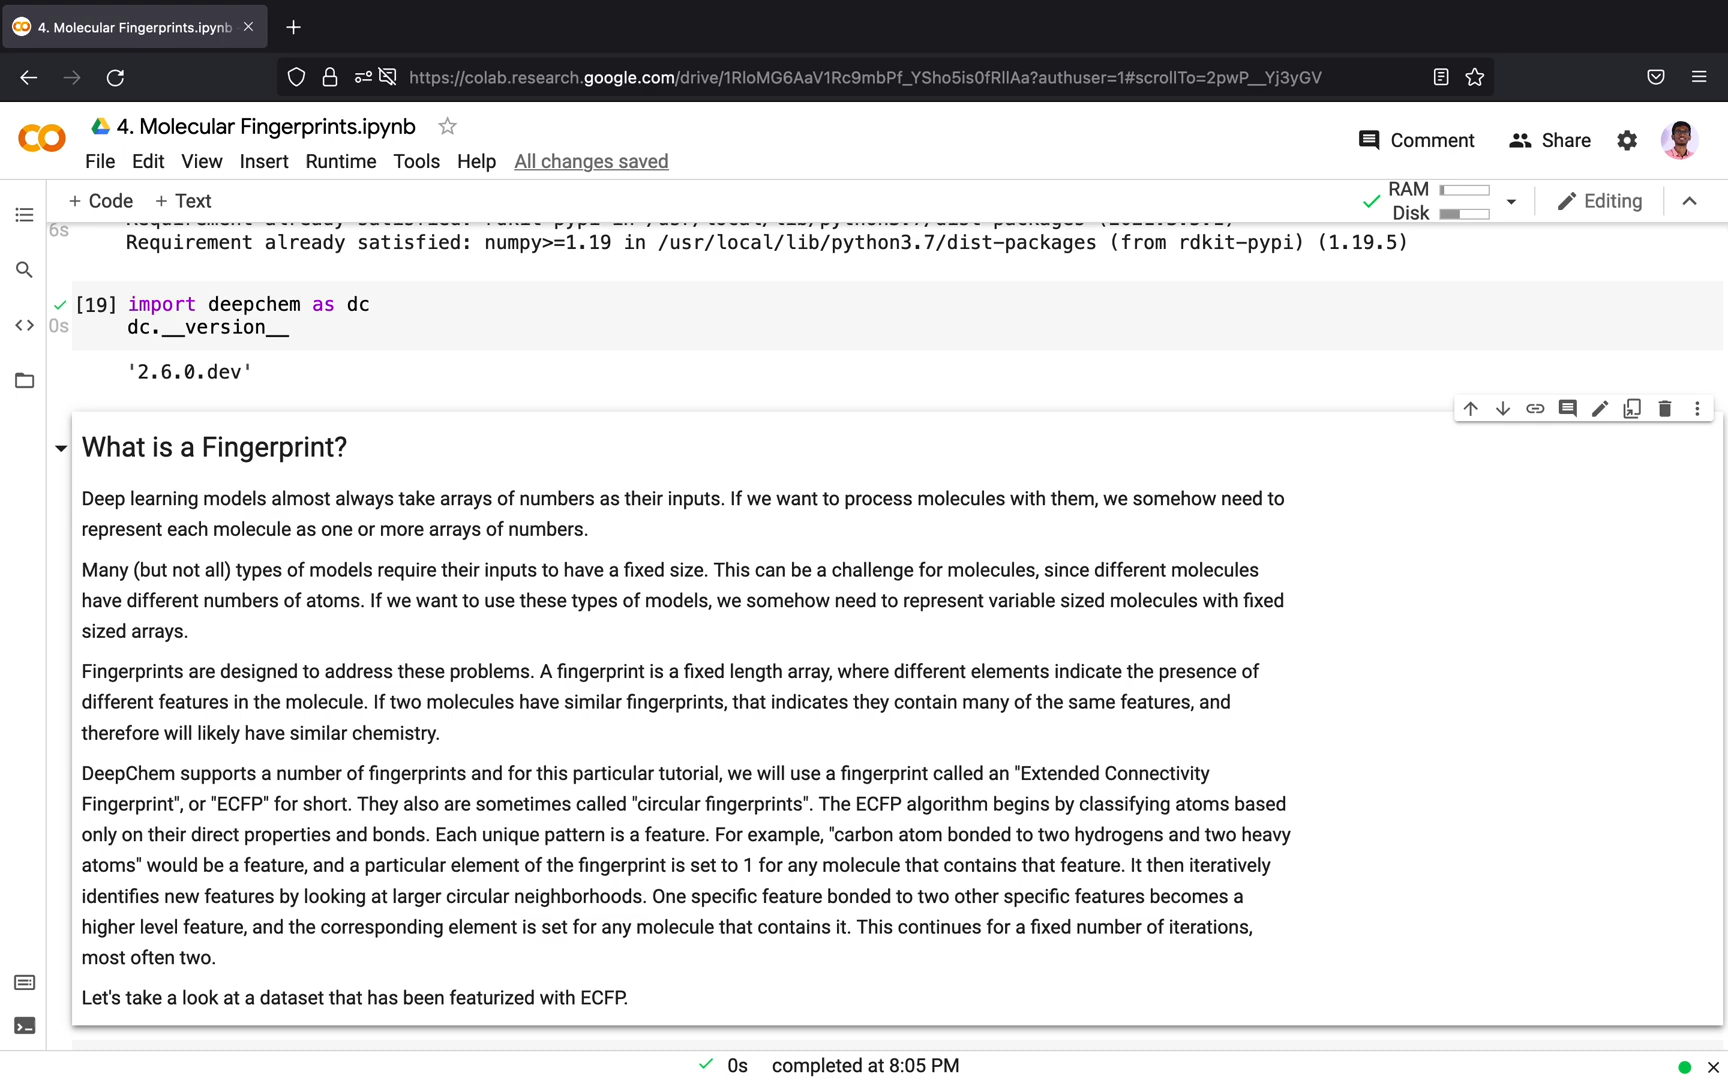 4. Molecular Fingerprints.ipynb
https://colab.research.google.com/drive/1RloMG6AaV1Rc9mbPf_YSho5is0fRllAa?authuser=1#scrollTo=2pwP__Yj3yGV
4. Molecular Fingerprints.ipynb
Comment Share
File Edit View Insert Runtime Tools Help All changes saved
+ Code + Text
RAM
Disk
Editing
6s
Requirement already satisfied: numpy>=1.19 in /usr/local/lib/python3.7/dist-packages (from rdkit-pypi) (1.19.5)
[19] import deepchem as dc
0s dc.__version__
'2.6.0.dev'
What is a Fingerprint?
Deep learning models almost always take arrays of numbers as their inputs. If we want to process molecules with them, we somehow need to
represent each molecule as one or more arrays of numbers.
Many (but not all) types of models require their inputs to have a fixed size. This can be a challenge for molecules, since different molecules
have different numbers of atoms. If we want to use these types of models, we somehow need to represent variable sized molecules with fixed
sized arrays.
Fingerprints are designed to address these problems. A fingerprint is a fixed length array, where different elements indicate the presence of
different features in the molecule. If two molecules have similar fingerprints, that indicates they contain many of the same features, and
therefore will likely have similar chemistry.
DeepChem supports a number of fingerprints and for this particular tutorial, we will use a fingerprint called an "Extended Connectivity
Fingerprint", or "ECFP" for short. They also are sometimes called "circular fingerprints". The ECFP algorithm begins by classifying atoms based
only on their direct properties and bonds. Each unique pattern is a feature. For example, "carbon atom bonded to two hydrogens and two heavy
atoms" would be a feature, and a particular element of the fingerprint is set to 1 for any molecule that contains that feature. It then iteratively
identifies new features by looking at larger circular neighborhoods. One specific feature bonded to two other specific features becomes a
higher level feature, and the corresponding element is set for any molecule that contains it. This continues for a fixed number of iterations,
most often two.
Let's take a look at a dataset that has been featurized with ECFP.
0s completed at 8:05 PM